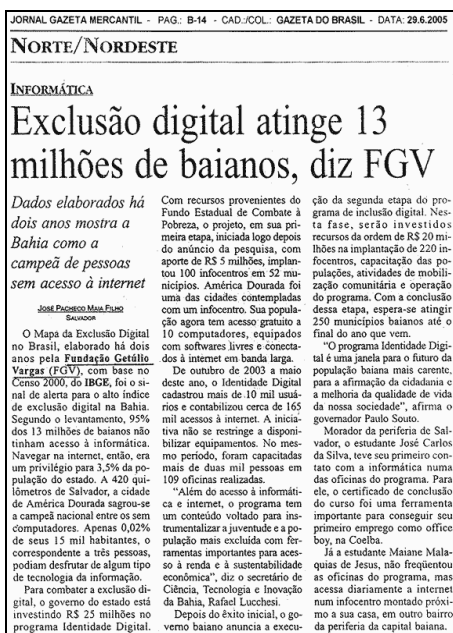 JORNAL GAZETA MERCANTIL - PAG.: B-14 - CAD./COL.: GAZETA DO BRASIL - DATA: 29.6.2005
NORTE/NORDESTE
INFORMÁTICA
Exclusão digital atinge 13
milhões de baianos, diz FGV
Dados elaborados há
dois anos mostra a
Bahia como a
campeã de pessoas
sem acesso à internet
JOSÉ PACHECO MAIA FILHO
SALVADOR
O Mapa da Exclusão Digital
no Brasil, elaborado há dois
anos pela Fundação Getúlio
Vargas (FGV), com base no
Censo 2000, do IBGE, foi o si-
nal de alerta para o alto índice
de exclusão digital na Bahia.
Segundo o levantamento, 95%
dos 13 milhões de baianos não
tinham acesso à informática.
Navegar na internet, então, era
um privilégio para 3,5% da po-
pulação do estado. A 420 qui-
lômetros de Salvador, a cidade
de América Dourada sagrou-se
a campeã nacional entre os sem
computadores. Apenas 0,02%
de seus 15 mil habitantes, o
correspondente a três pessoas,
podiam desfrutar de algum tipo
de tecnologia da informação.
Para combater a exclusão di-
gital, o governo do estado está
investindo R$ 25 milhões no
programa Identidade Digital.
Com recursos provenientes do
Fundo Estadual de Combate à
Pobreza, o projeto, em sua pri-
meira etapa, iniciada logo depois
do anúncio da pesquisa, com
aporte de R$ 5 milhões, implan-
tou 100 infocentros em 52 mu-
nicípios. América Dourada foi
uma das cidades contempladas
com um infocentro. Sua popula-
ção agora tem acesso gratuito a
10 computadores, equipados
com softwares livres e conecta-
dos à internet em banda larga.
De outubro de 2003 a maio
deste ano, o Identidade Digital
cadastrou mais de 10 mil usuá-
rios e contabilizou cerca de 165
mil acessos à internet. A inicia-
tiva não se restringe a disponi-
bilizar equipamentos. No mes-
mo período, foram capacitadas
mais de duas mil pessoas em
109 oficinas realizadas.
"Além do acesso à informáti-
ca e internet, o programa tem
um conteúdo voltado para ins-
trumentalizar a juventude e a po-
pulação mais excluída com fer-
ramentas importantes para aces-
so à renda e à sustentabilidade
econômica", diz o secretário de
Ciência, Tecnologia e Inovação
da Bahia, Rafael Lucchesi.
Depois do êxito inicial, o go-
verno baiano anuncia a execu-
ção da segunda etapa do pro-
grama de inclusão digital. Nes-
ta fase, serão investidos
recursos da ordem de R$ 20 mi-
lhões na implantação de 220 in-
focentros, capacitação das po-
pulações, atividades de mobili-
zação comunitária e operação
do programa. Com a conclusão
dessa etapa, espera-se atingir
250 municípios baianos até o
final do ano que vem.
"O programa Identidade Digi-
tal é uma janela para o futuro da
população baiana mais carente,
para a afirmação da cidadania e
a melhoria da qualidade de vida
da nossa sociedade", afirma o
governador Paulo Souto.
Morador da periferia de Sal-
vador, o estudante José Carlos
da Silva, teve seu primeiro con-
tato com a informática numa
das oficinas do programa. Para
ele, o certificado de conclusão
do curso foi uma ferramenta
importante para conseguir seu
primeiro emprego como office
boy, na Coelba.
Já a estudante Maiane Mala-
quias de Jesus, não freqüentou
as oficinas do programa, mas
acessa diariamente a internet
num infocentro montado próxi-
mo a sua casa, em outro bairro
da periferia da capital baiana.